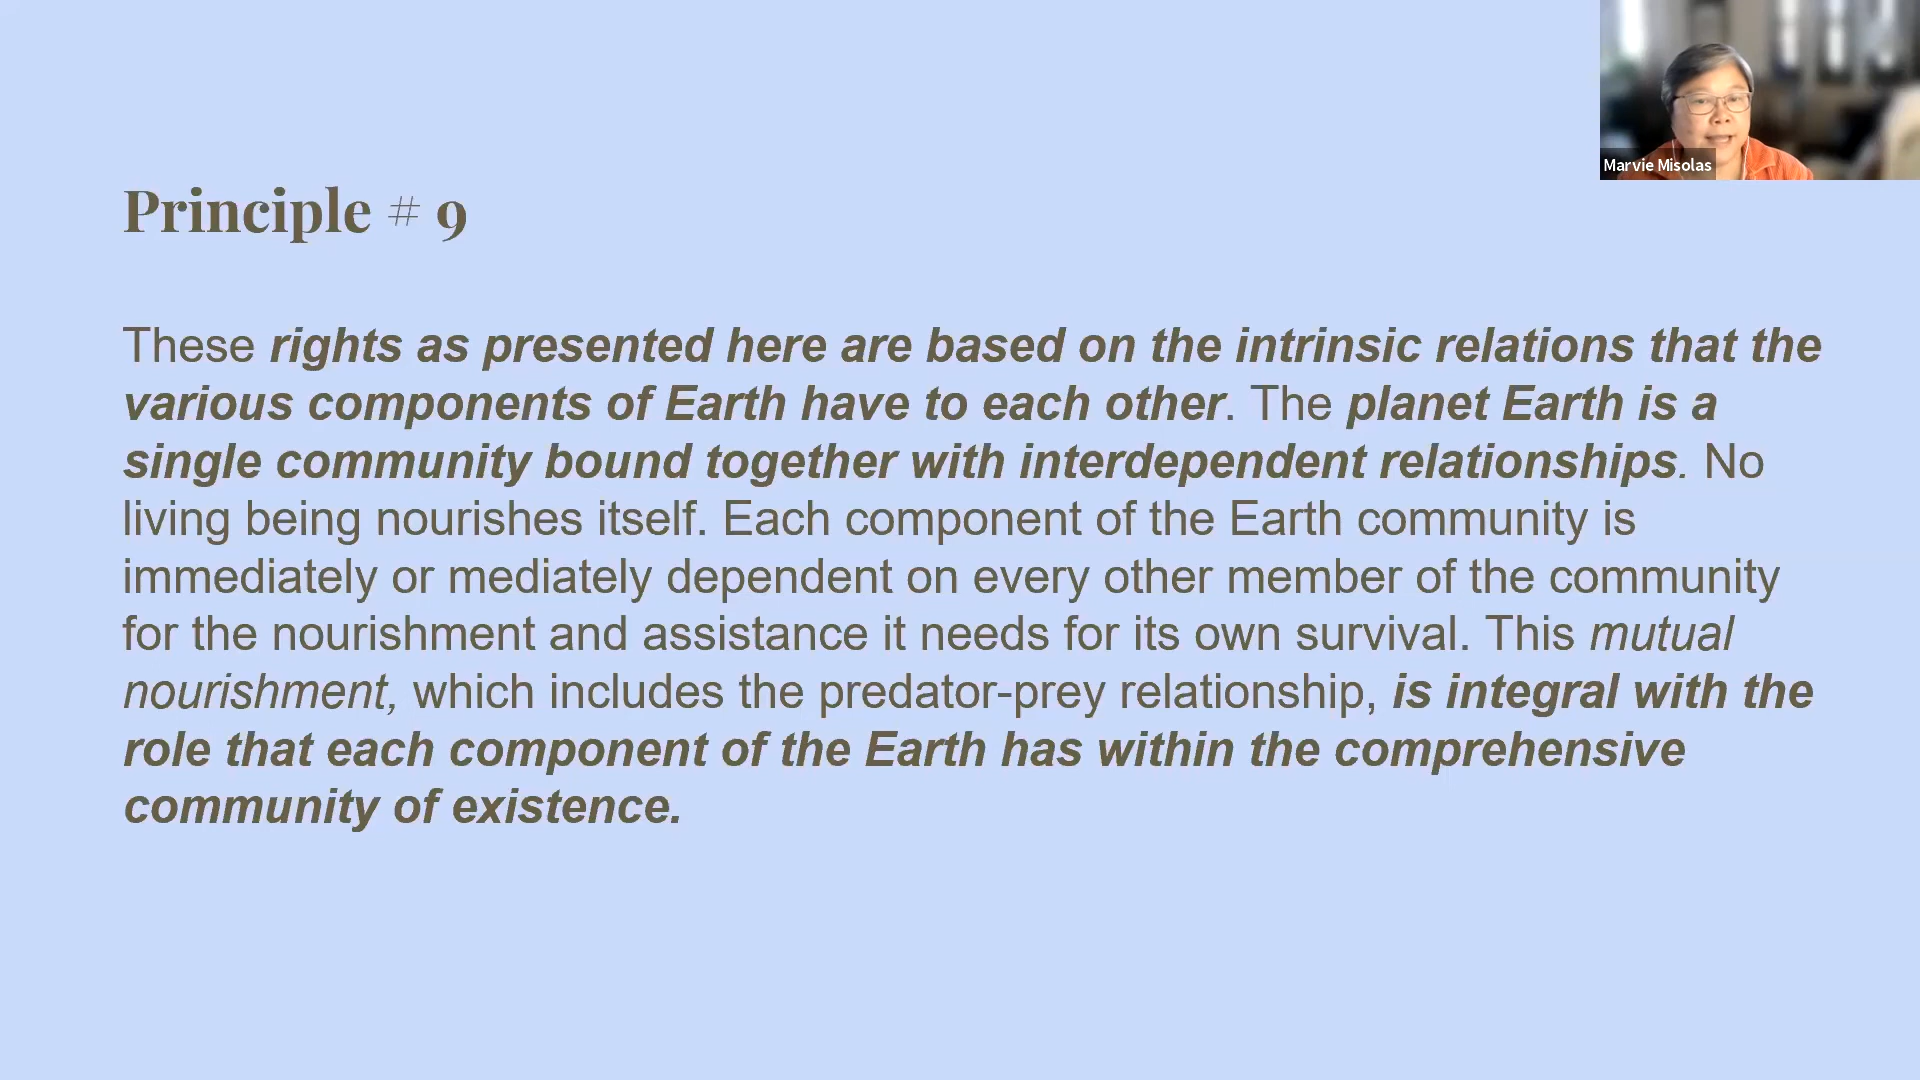 Marvie Misolas
Principle # 9
These rights as presented here are based on the intrinsic relations that the
various components of Earth have to each other. The planet Earth is a
single community bound together with interdependent relationships. No
living being nourishes itself. Each component of the Earth community is
immediately or mediately dependent on every other member of the community
for the nourishment and assistance it needs for its own survival. This mutual
nourishment, which includes the predator-prey relationship, is integral with the
role that each component of the Earth has within the comprehensive
community of existence.